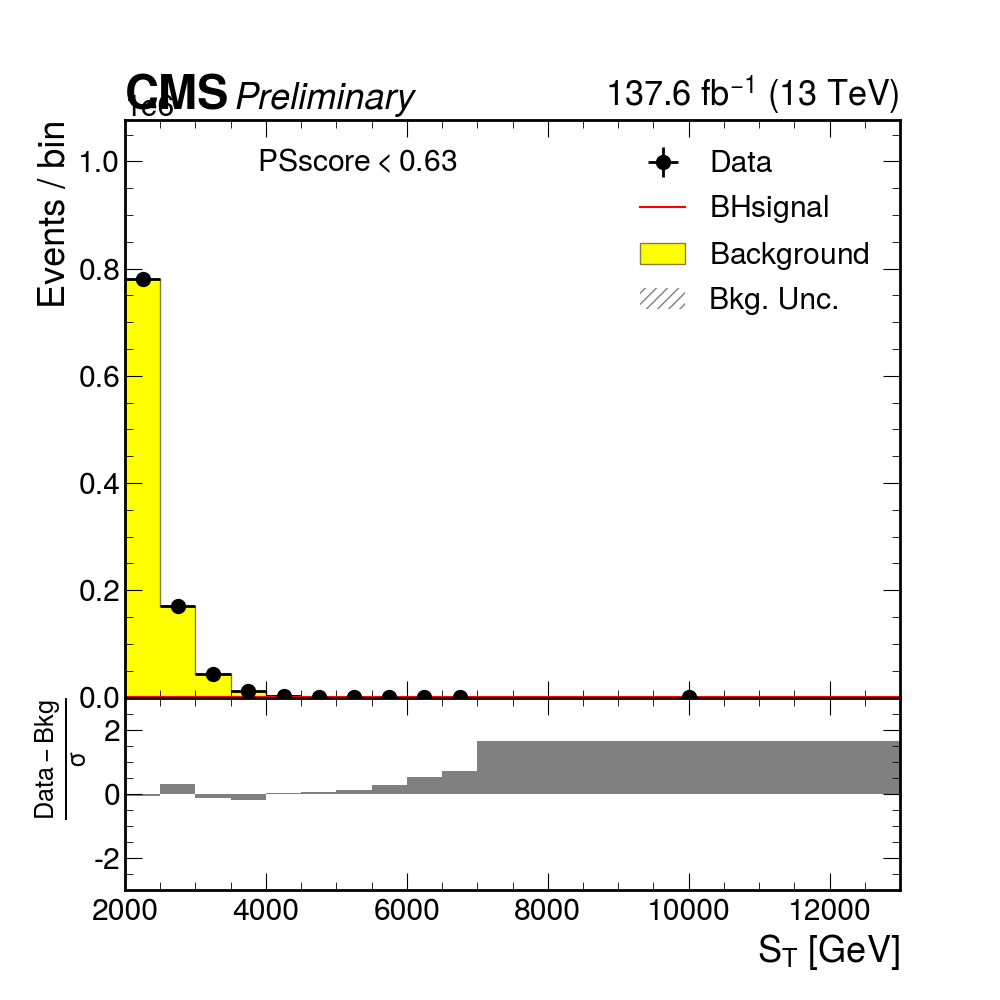 CMS Preliminary 137.6 fb⁻¹ (13 TeV)
1e6
Events / bin
PSscore < 0.63
Data
BHsignal
Background
Bkg. Unc.
1.0
0.8
0.6
0.4
0.2
0.0
Data – Bkg
σ
2
0
-2
2000 4000 6000 8000 10000 12000
S_T [GeV]